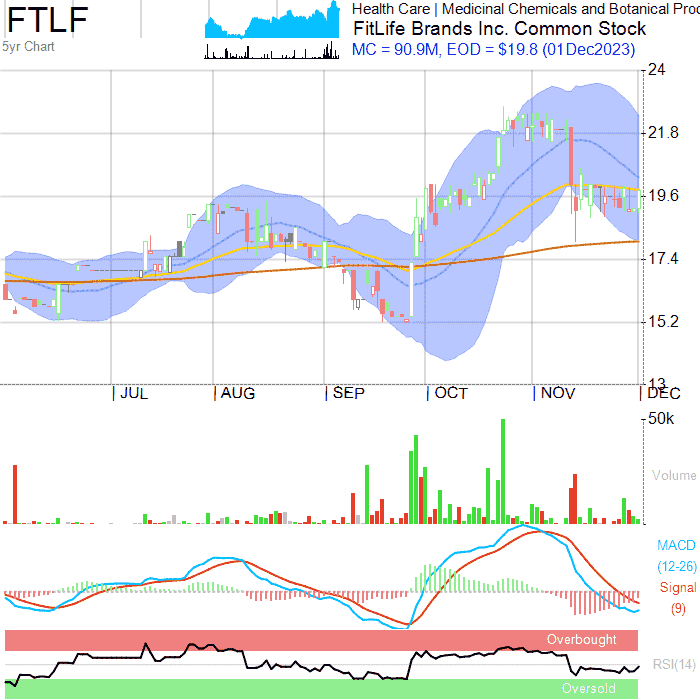 FTLF
5yr Chart
Health Care | Medicinal Chemicals and Botanical Proc
FitLife Brands Inc. Common Stock
MC = 90.9M, EOD = $19.8 (01Dec2023)
24
21.8
19.6
17.4
15.2
13
| JUL | AUG | SEP | OCT | NOV | DEC
50k
Volume
MACD
(12-26)
Signal
(9)
Overbought
RSI(14)
Oversold